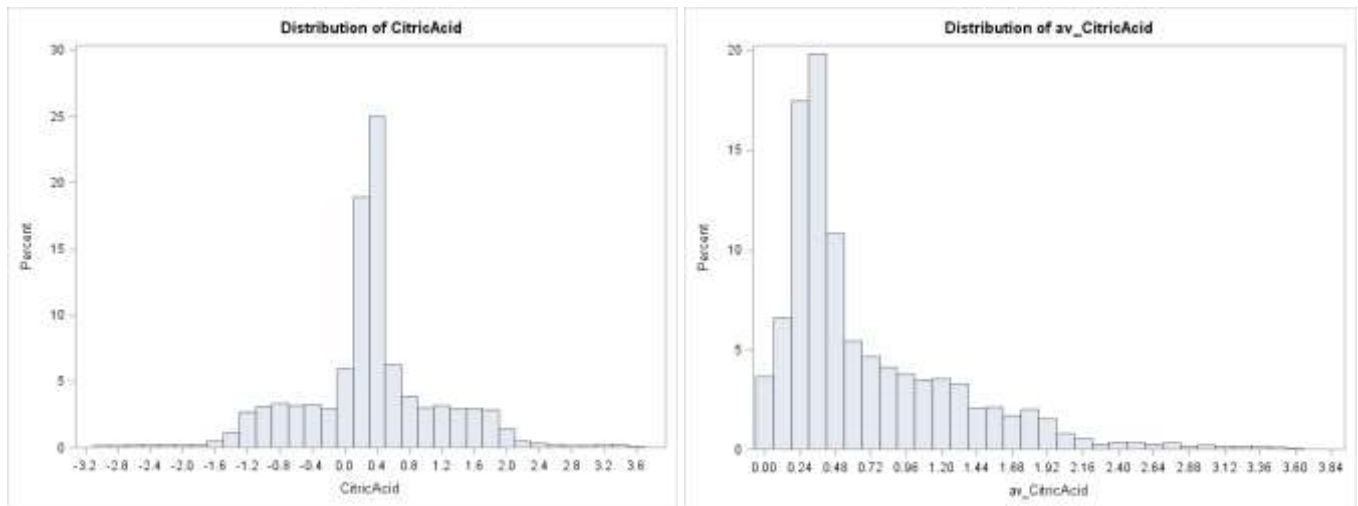 Distribution of CitricAcid
30
25
20
15
10
5
0
Percent
-3.2 -2.8 -2.4 -2.0 -1.6 -1.2 -0.8 -0.4 0.0 0.4 0.8 1.2 1.6 2.0 2.4 2.8 3.2 3.6
CitricAcid
Distribution of av_CitricAcid
20
15
10
5
0
Percent
0.00 0.24 0.48 0.72 0.96 1.20 1.44 1.68 1.92 2.16 2.40 2.64 2.88 3.12 3.36 3.60 3.84
av_CitricAcid